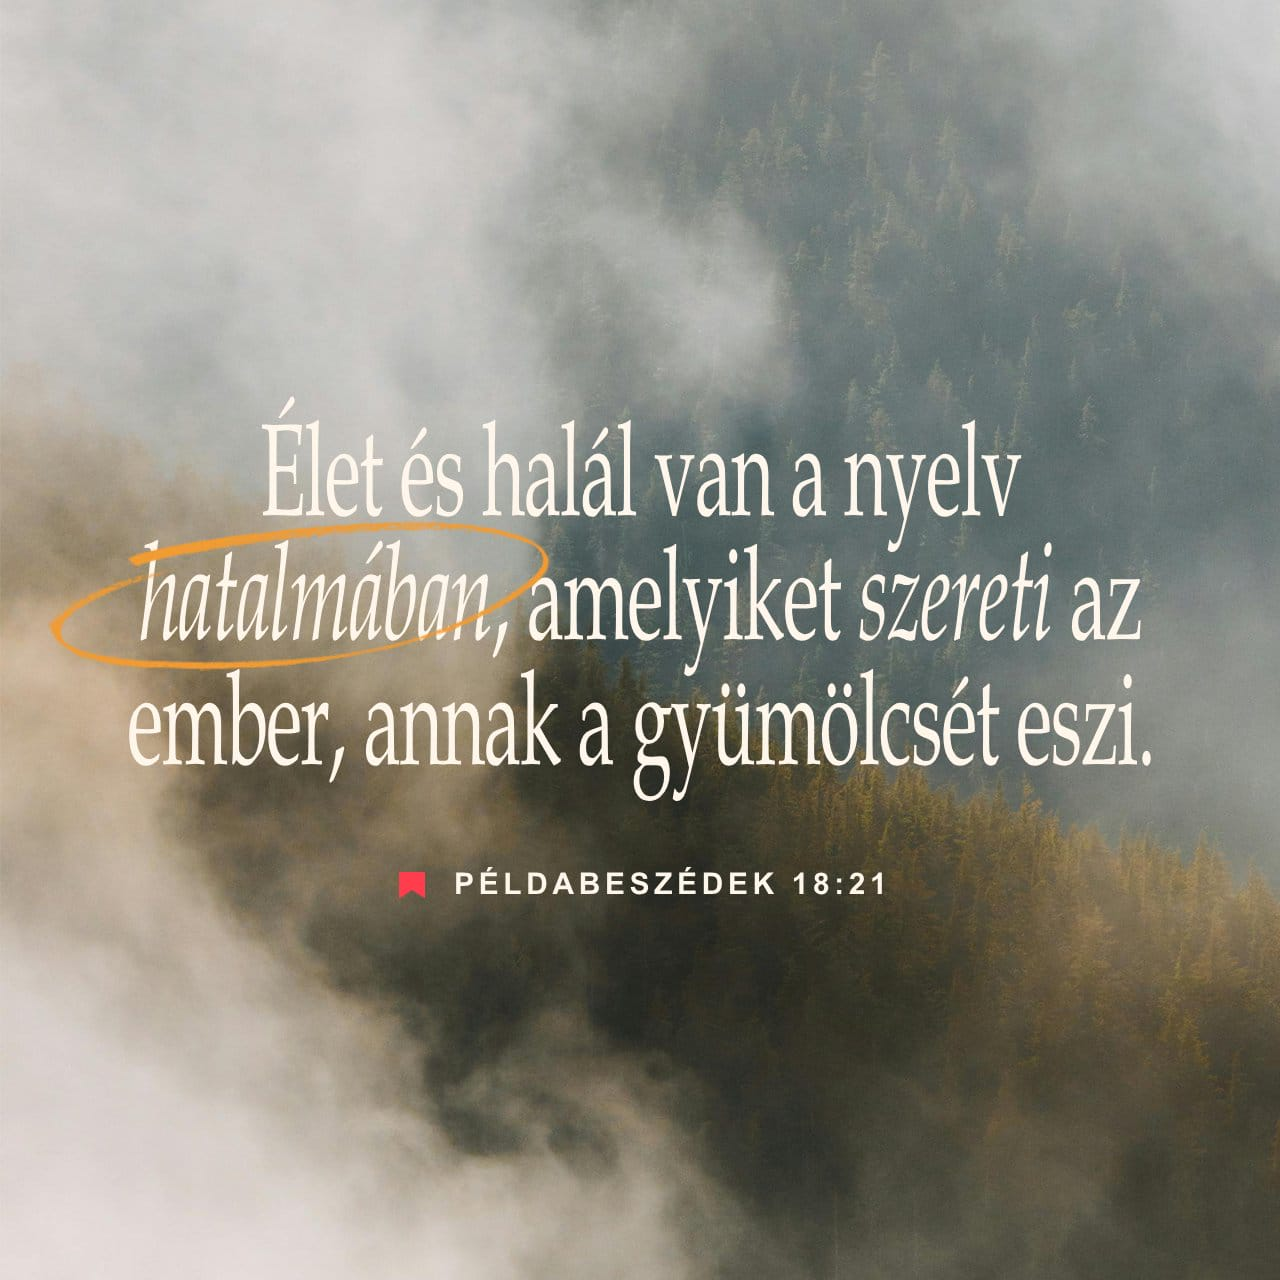 Élet és halál van a nyelv
hatalmában, amelyiket szereti az
ember, annak a gyümölcsét eszi.
PÉLDABESZÉDEK 18:21